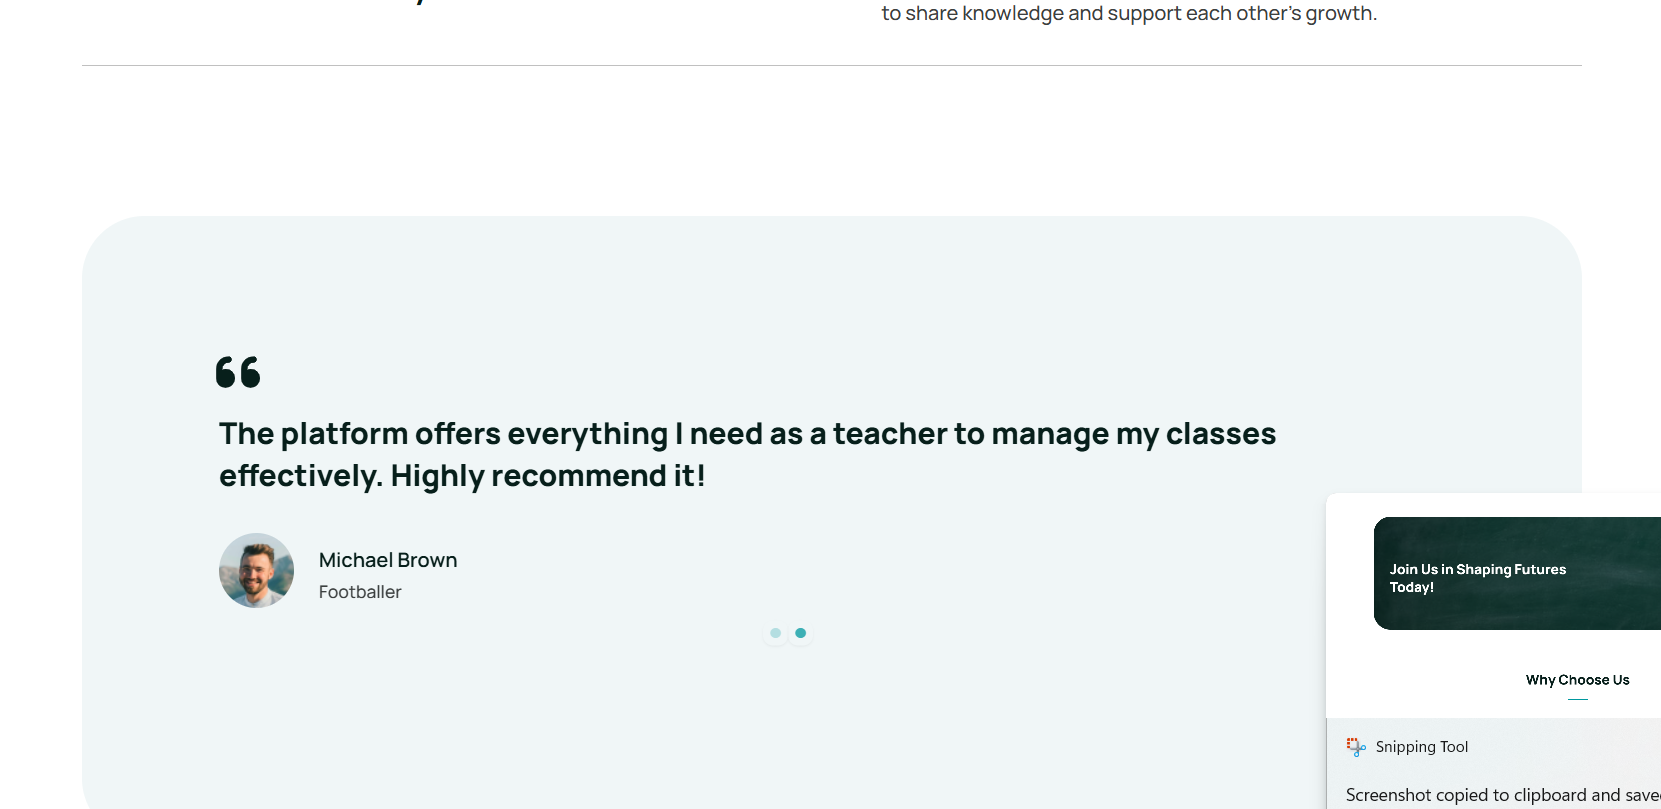 to share knowledge and support each other's growth.
“
The platform offers everything I need as a teacher to manage my classes
effectively. Highly recommend it!
Michael Brown
Footballer
Join Us in Shaping Futures
Today!
Why Choose Us
Snipping Tool
Screenshot copied to clipboard and save